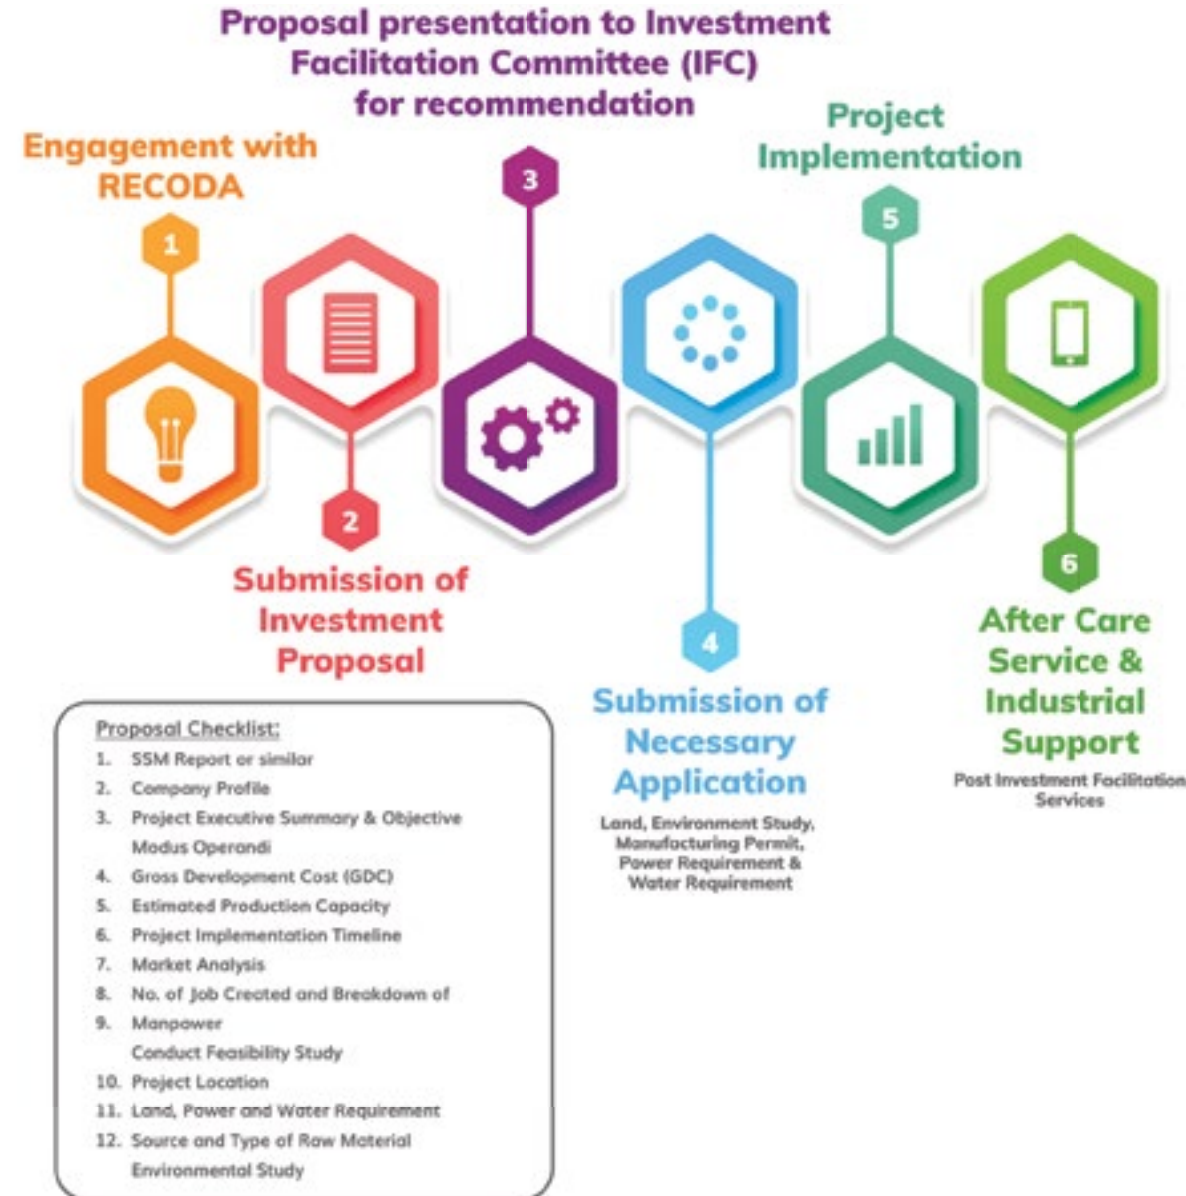 Proposal presentation to Investment
Facilitation Committee (IFC)
for recommendation
3
Engagement with
RECODA
1
Project
Implementation
5
2
Submission of
Investment
Proposal
4
Submission of
Necessary
Application
Land, Environment Study,
Manufacturing Permit,
Power Requirement &
Water Requirement
6
After Care
Service &
Industrial
Support
Post Investment Facilitation
Services
Proposal Checklist:
1. SSM Report or similar
2. Company Profile
3. Project Executive Summary & Objective
Modus Operandi
4. Gross Development Cost (GDC)
5. Estimated Production Capacity
6. Project Implementation Timeline
7. Market Analysis
8. No. of Job Created and Breakdown of
9. Manpower
Conduct Feasibility Study
10. Project Location
11. Land, Power and Water Requirement
12. Source and Type of Raw Material
Environmental Study